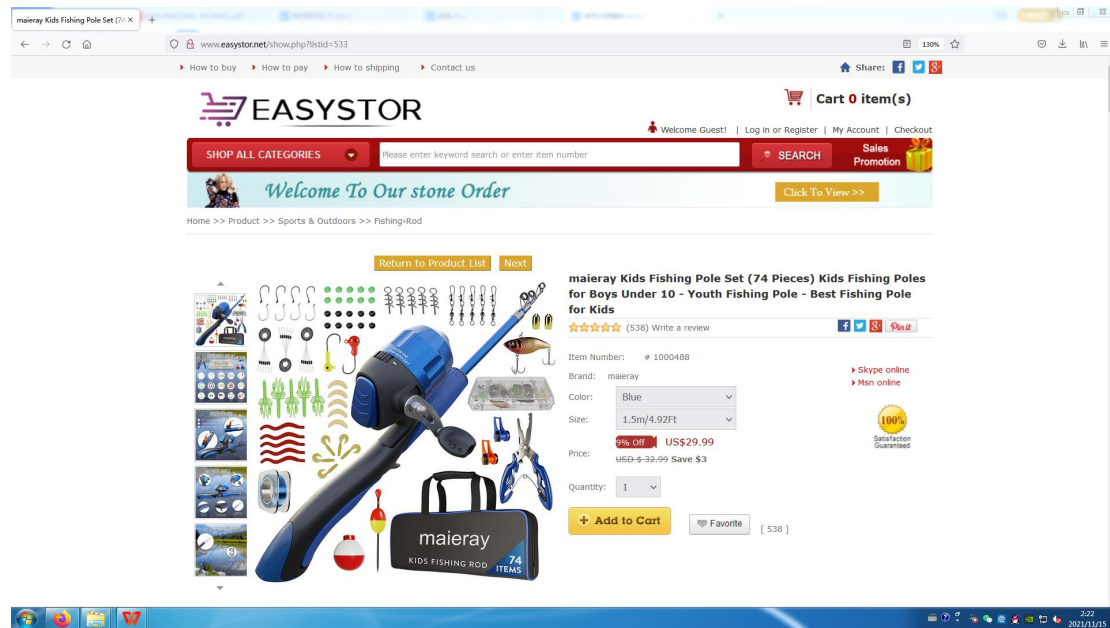 maieray Kids Fishing Pole Set (74
www.easystor.net/show.php?listid=533
130%
How to buy
How to pay
How to shipping
Contact us
Share:
EASYSTOR
Cart 0 item(s)
Welcome Guest! | Log in or Register | My Account | Checkout
SHOP ALL CATEGORIES
Please enter keyword search or enter item number
SEARCH
Sales
Promotion
Welcome To Our stone Order
Click To View >>
Home >> Product >> Sports & Outdoors >> Fishing›Rod
Return to Product List
Next
maieray Kids Fishing Pole Set (74 Pieces) Kids Fishing Poles
for Boys Under 10 - Youth Fishing Pole - Best Fishing Pole
for Kids
(538) Write a review
Pin it
Item Number: # 1000488
Skype online
Brand: maieray
Msn online
Color: Blue
Size: 1.5m/4.92Ft
100%
Satisfaction
Guaranteed
9% Off US$29.99
Price:
USD $ 32.99 Save $3
Quantity: 1
Add to Cart
Favorite
[ 538 ]
maieray
KIDS FISHING ROD
74
ITEMS
2:22
2021/11/15